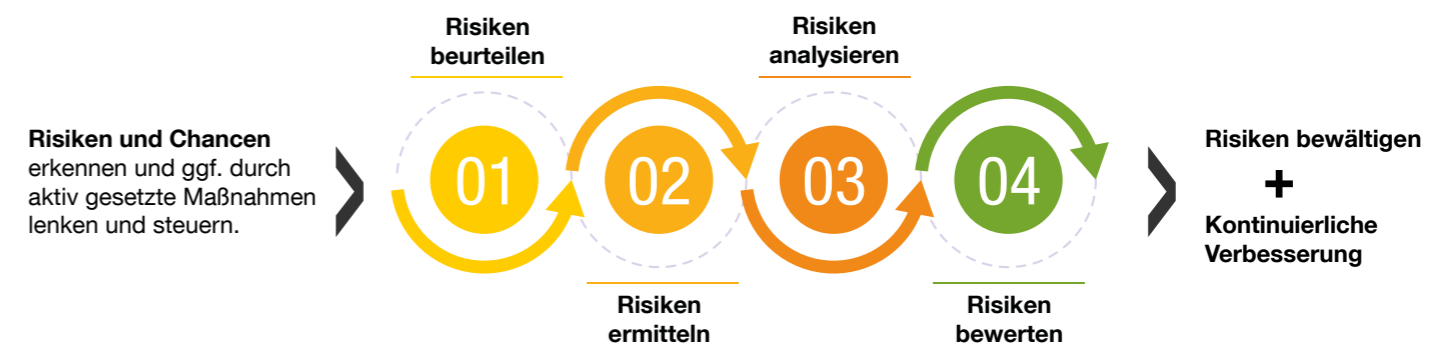 Risiken und Chancen
erkennen und ggf. durch
aktiv gesetzte Maßnahmen
lenken und steuern.
Risiken
beurteilen
01
02
Risiken
ermitteln
Risiken
analysieren
03
04
Risiken
bewerten
Risiken bewältigen
+
Kontinuierliche
Verbesserung